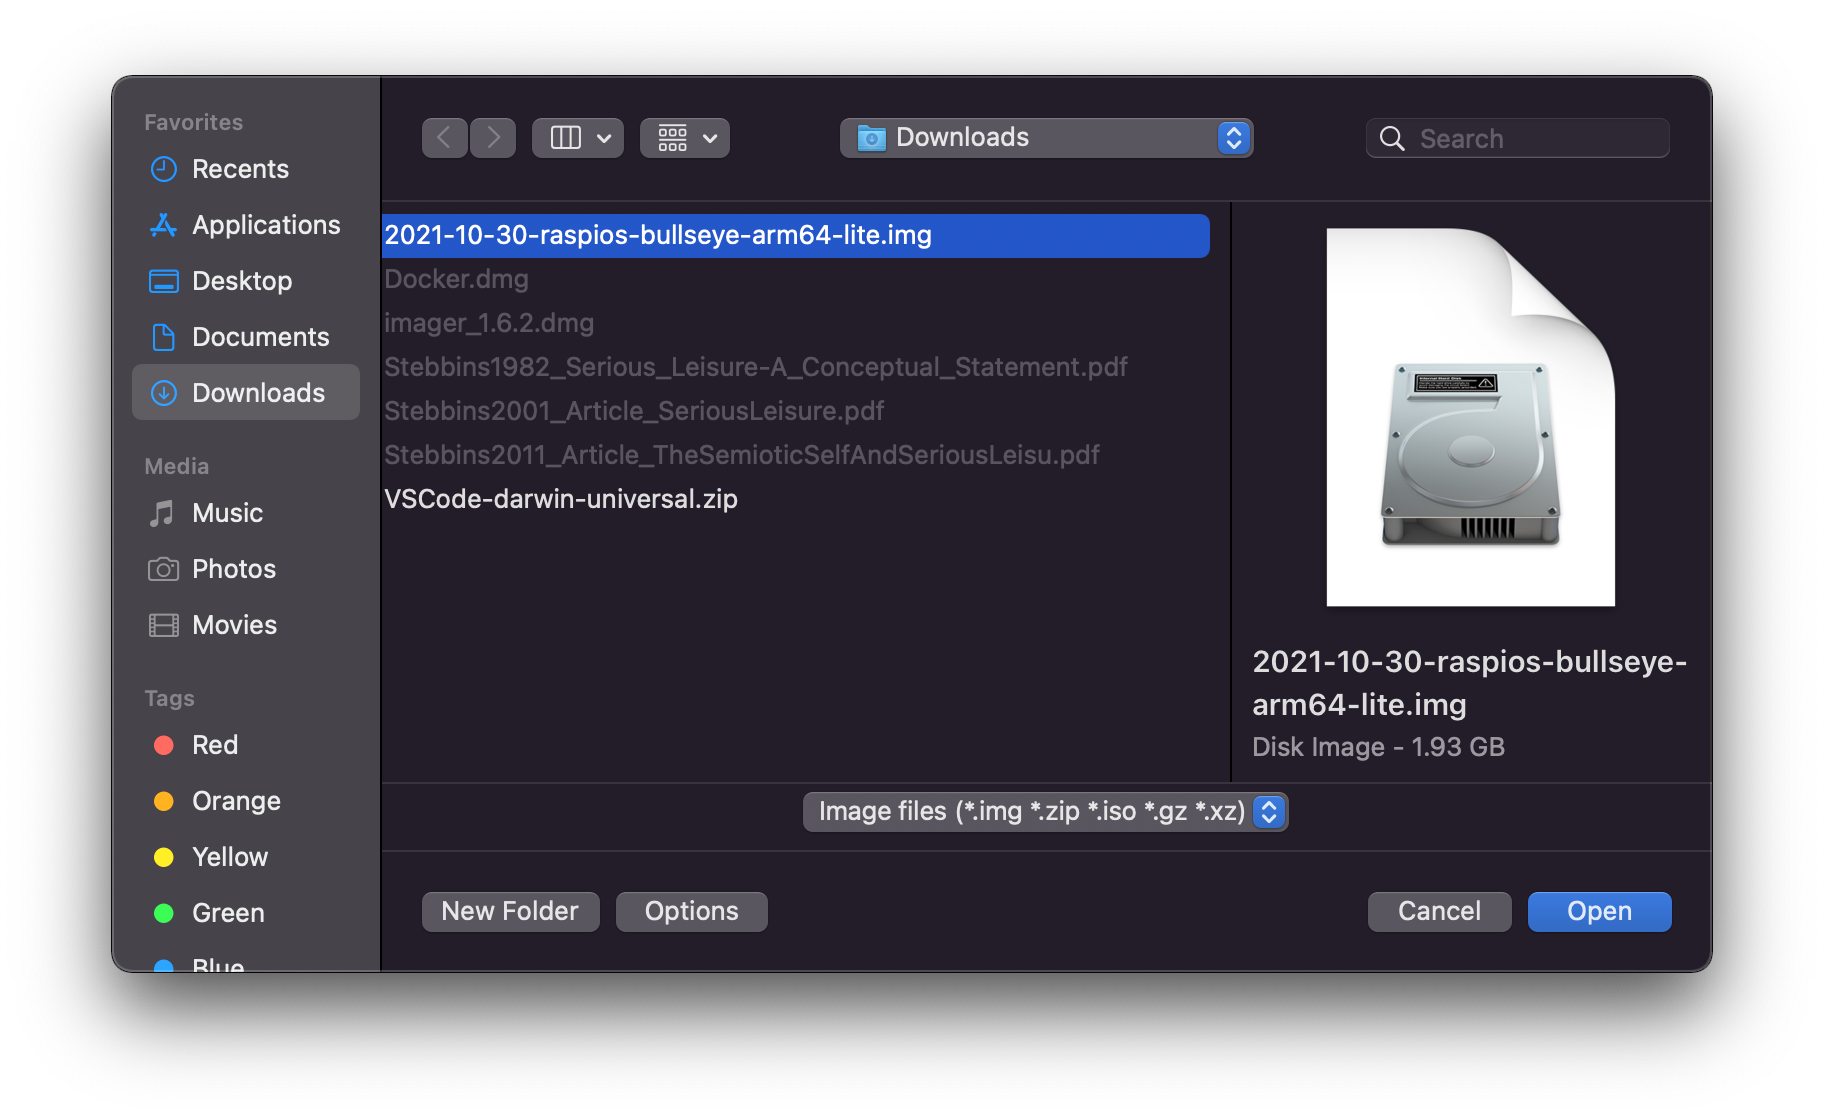 Favorites
Recents
Applications
Desktop
Documents
Downloads
Media
Music
Photos
Movies
Tags
Red
Orange
Yellow
Green
Blue
Downloads
Search
2021-10-30-raspios-bullseye-arm64-lite.img
Docker.dmg
imager_1.6.2.dmg
Stebbins1982_Serious_Leisure-A_Conceptual_Statement.pdf
Stebbins2001_Article_SeriousLeisure.pdf
Stebbins2011_Article_TheSemioticSelfAndSeriousLeisu.pdf
VSCode-darwin-universal.zip
2021-10-30-raspios-bullseye-
arm64-lite.img
Disk Image - 1.93 GB
Image files (*.img *.zip *.iso *.gz *.xz)
New Folder
Options
Cancel
Open